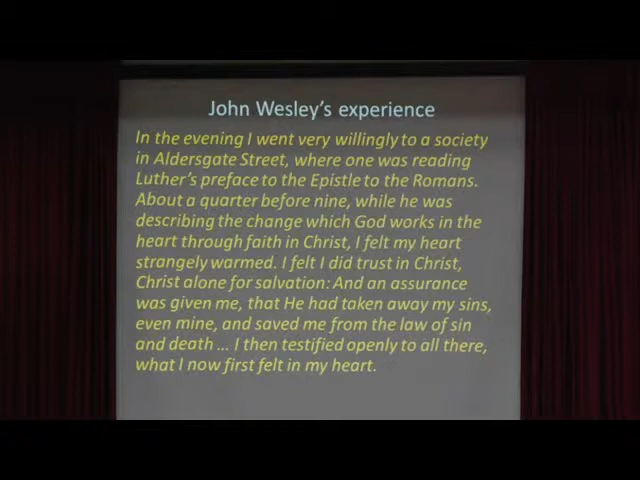 John Wesley's experience
In the evening I went very willingly to a society
in Aldersgate Street, where one was reading
Luther's preface to the Epistle to the Romans.
About a quarter before nine, while he was
describing the change which God works in the
heart through faith in Christ, I felt my heart
strangely warmed. I felt I did trust in Christ,
Christ alone for salvation: And an assurance
was given me, that He had taken away my sins,
even mine, and saved me from the law of sin
and death ... I then testified openly to all there,
what I now first felt in my heart.